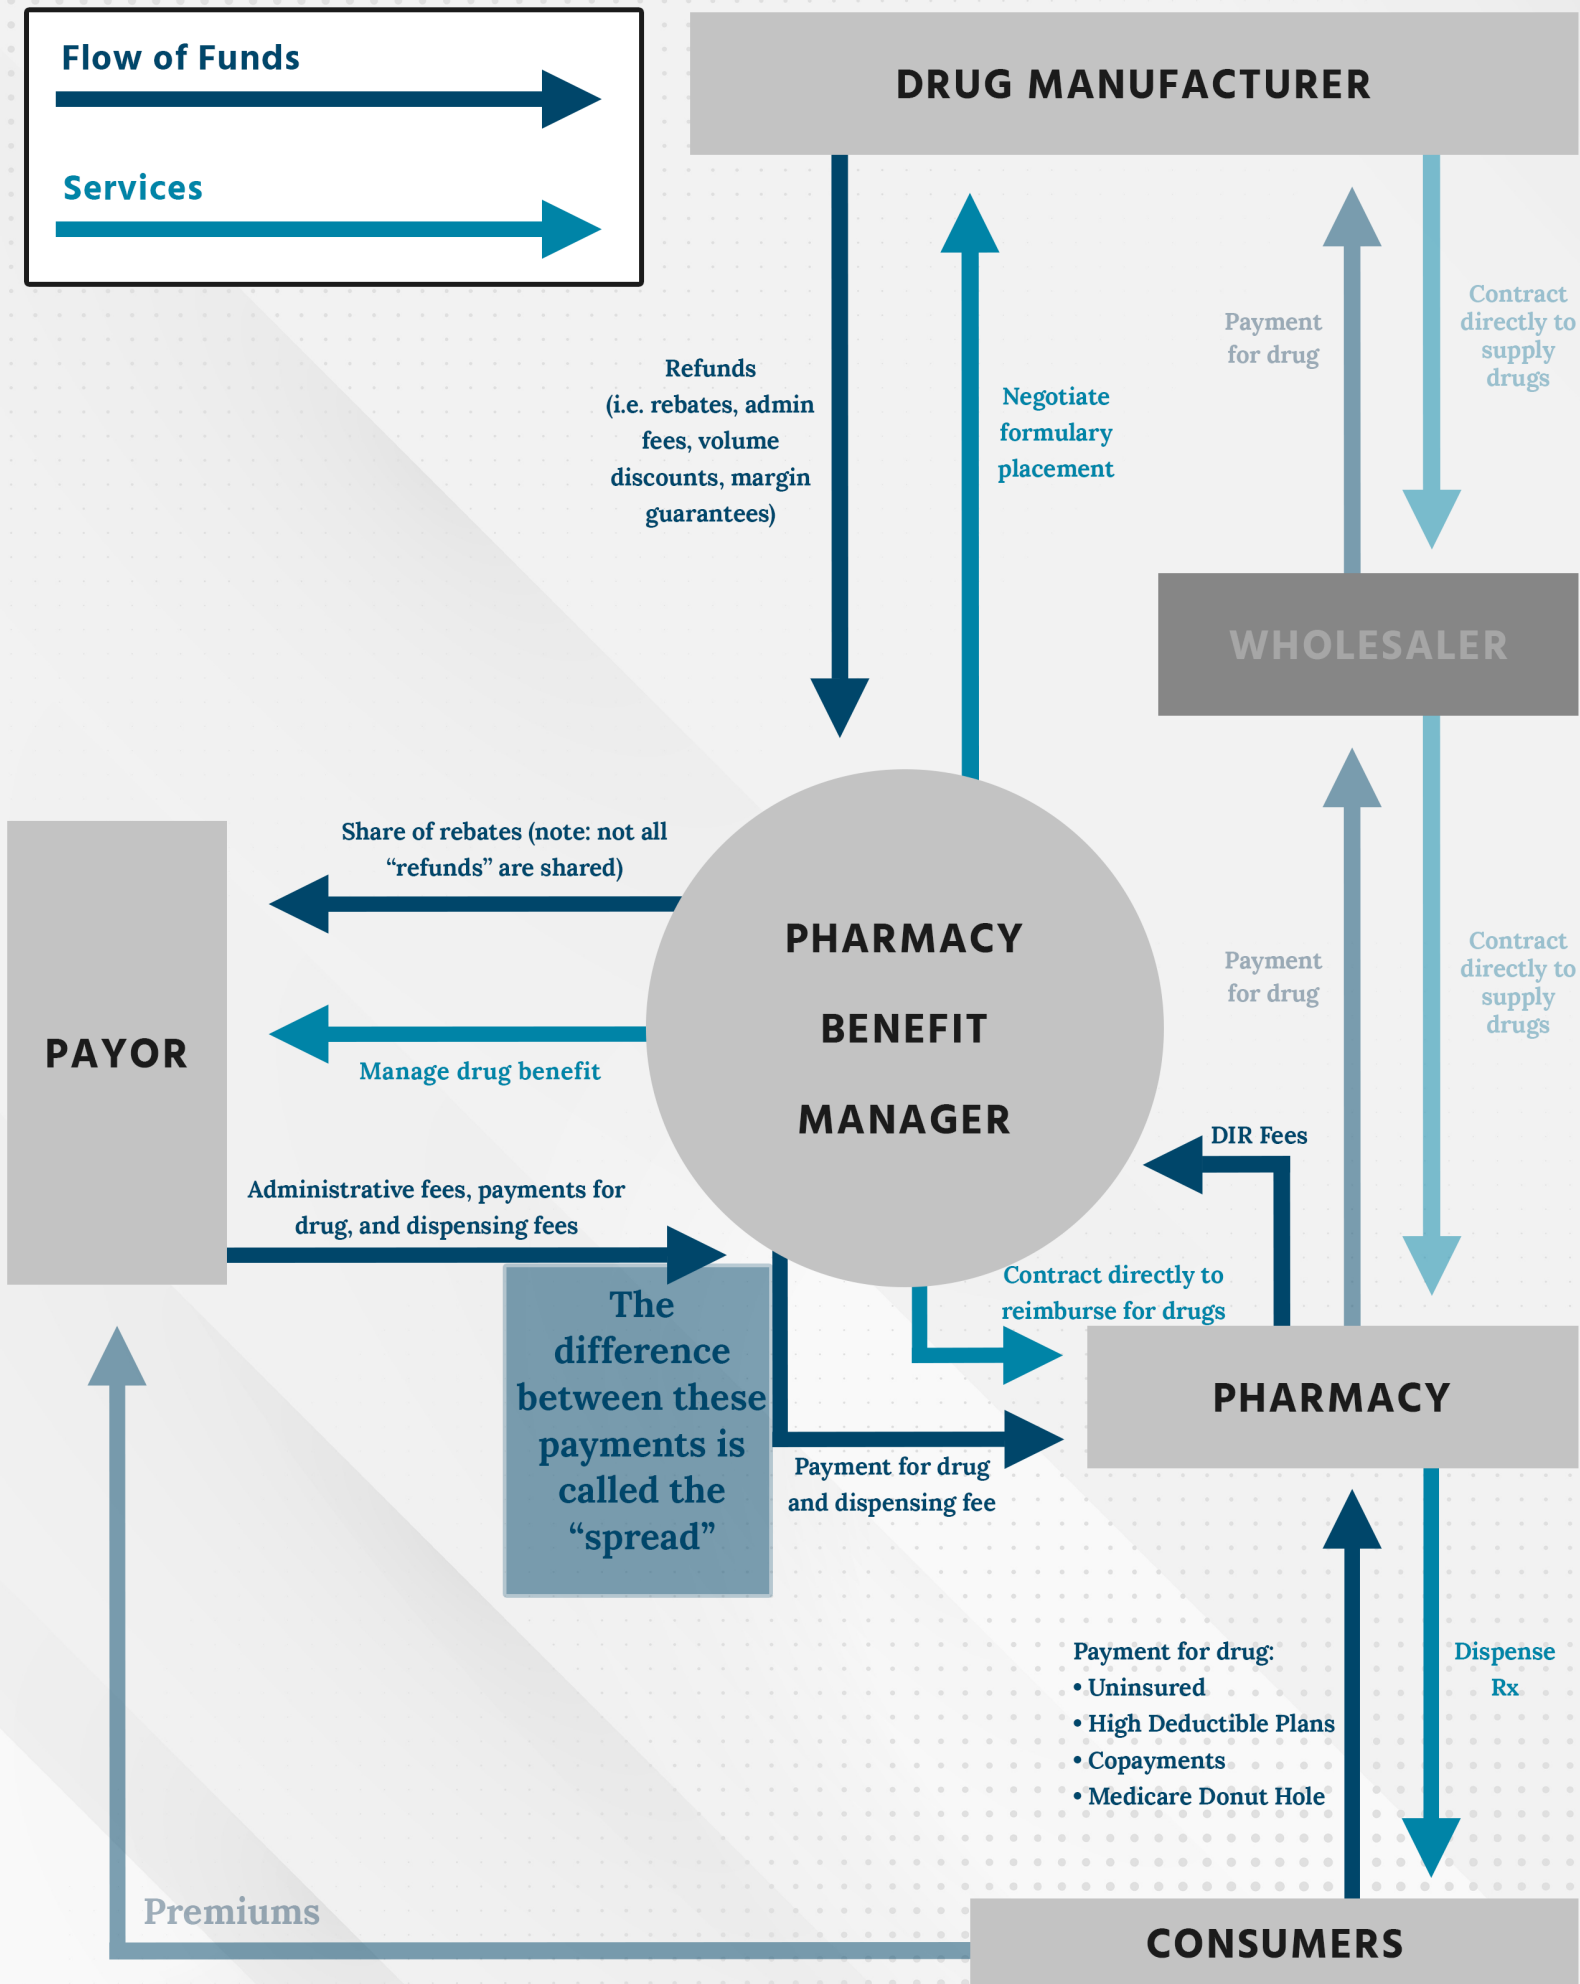 Flow of Funds
Services
DRUG MANUFACTURER
Refunds
(i.e. rebates, admin
fees, volume
discounts, margin
guarantees)
Negotiate
formulary
placement
Payment
for drug
Contract
directly to
supply
drugs
WHOLESALER
Share of rebates (note: not all
“refunds” are shared)
PHARMACY
BENEFIT
MANAGER
PAYOR
Manage drug benefit
Payment
for drug
Contract
directly to
supply
drugs
DIR Fees
Administrative fees, payments for
drug, and dispensing fees
Contract directly to
reimburse for drugs
The
difference
between these
payments is
called the
“spread”
PHARMACY
Payment for drug
and dispensing fee
Payment for drug:
• Uninsured
• High Deductible Plans
• Copayments
• Medicare Donut Hole
Dispense
Rx
Premiums
CONSUMERS